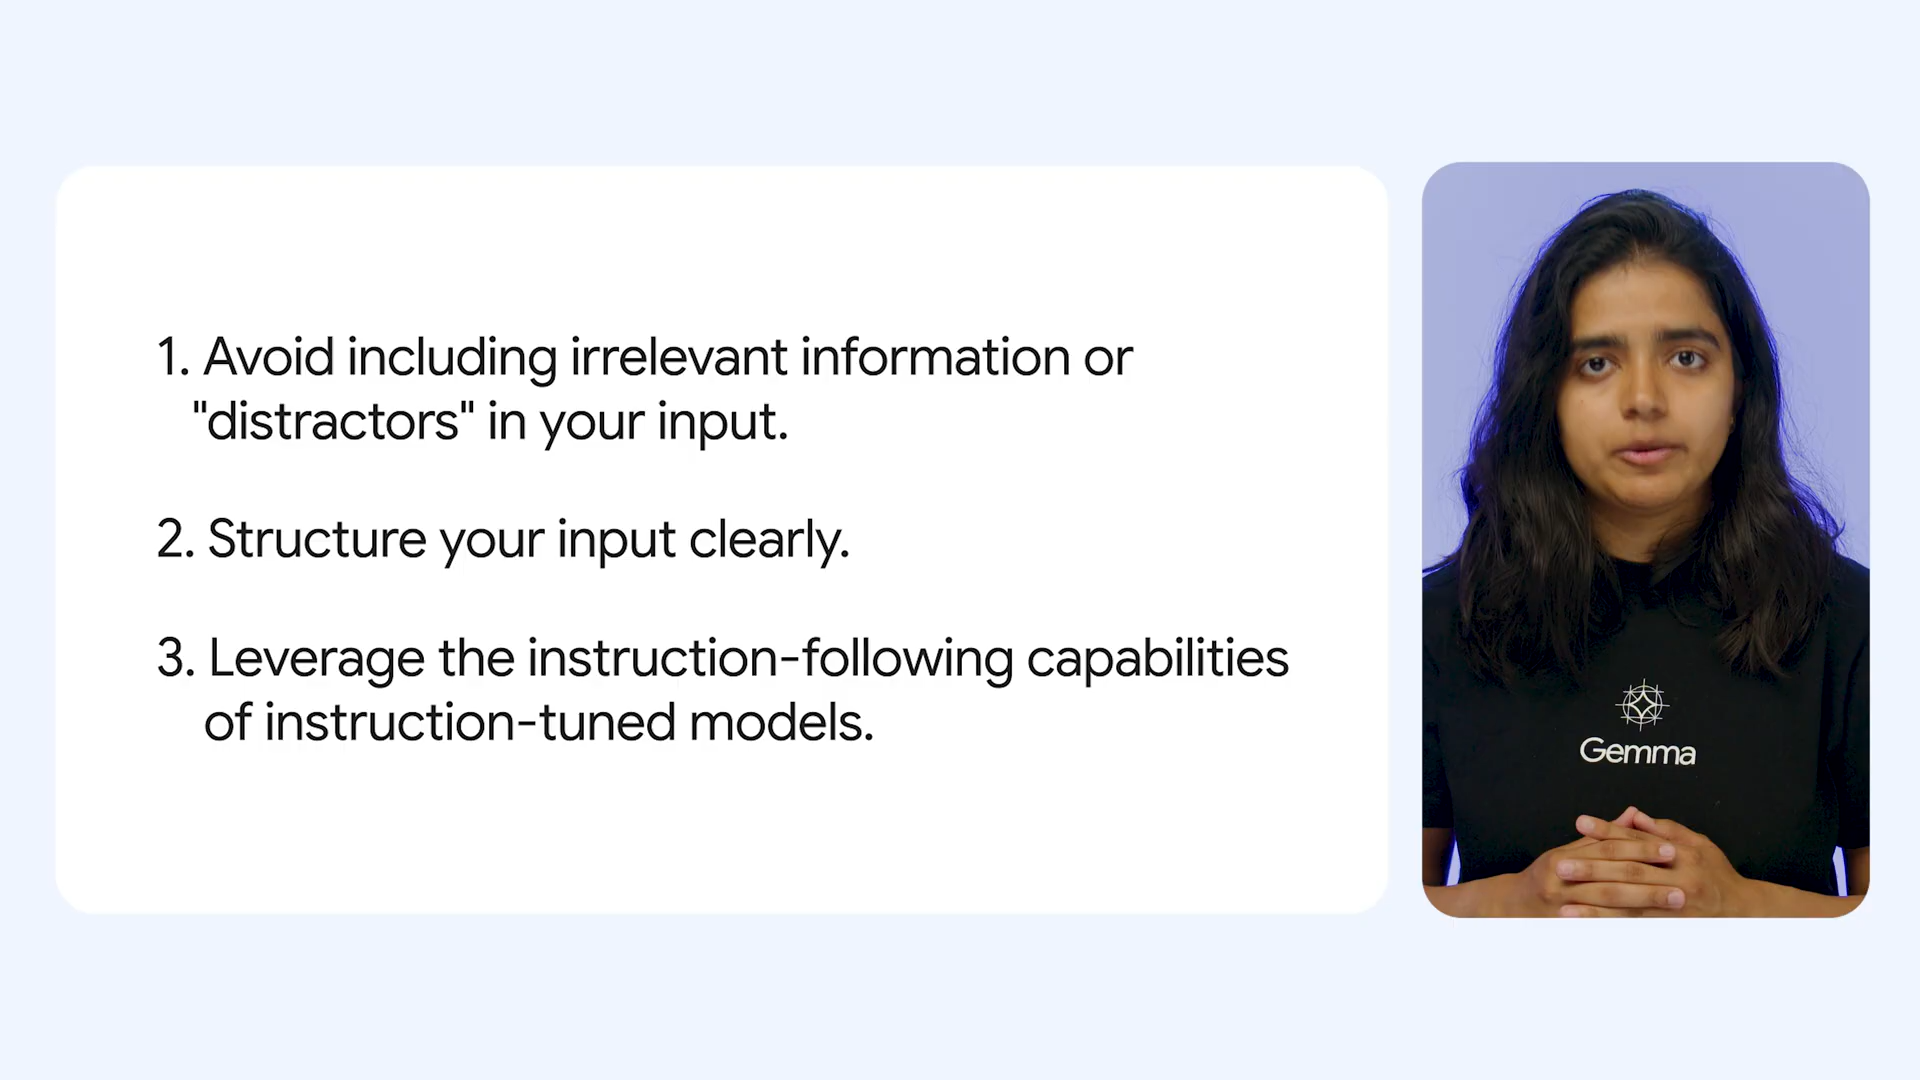 1. Avoid including irrelevant information or
"distractors" in your input.
2. Structure your input clearly.
3. Leverage the instruction-following capabilities
of instruction-tuned models.
Gemma